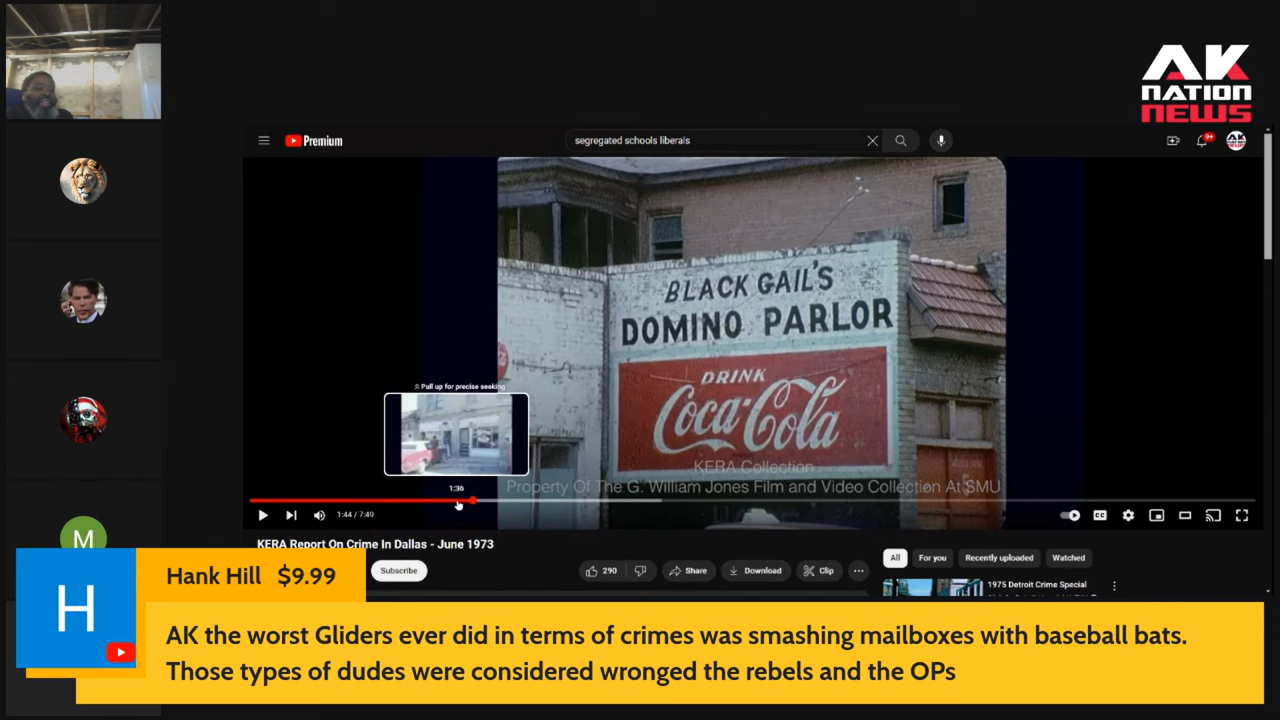 AK
NATION
NEWS
Premium
segregated schools liberals
9+
BLACK GAIL'S
DOMINO PARLOR
DRINK
Coca-Cola
Pull up for precise seeking
KERA Collection
Property Of The G. William Jones Film and Video Collection At SMU
1:36
1:44 / 7:49
CC
KERA Report On Crime In Dallas - June 1973
M
Subscribe
290
Share
Download
Clip
All
For you
Recently uploaded
Watched
1975 Detroit Crime Special
H
Hank Hill $9.99
AK the worst Gliders ever did in terms of crimes was smashing mailboxes with baseball bats.
Those types of dudes were considered wronged the rebels and the OPs